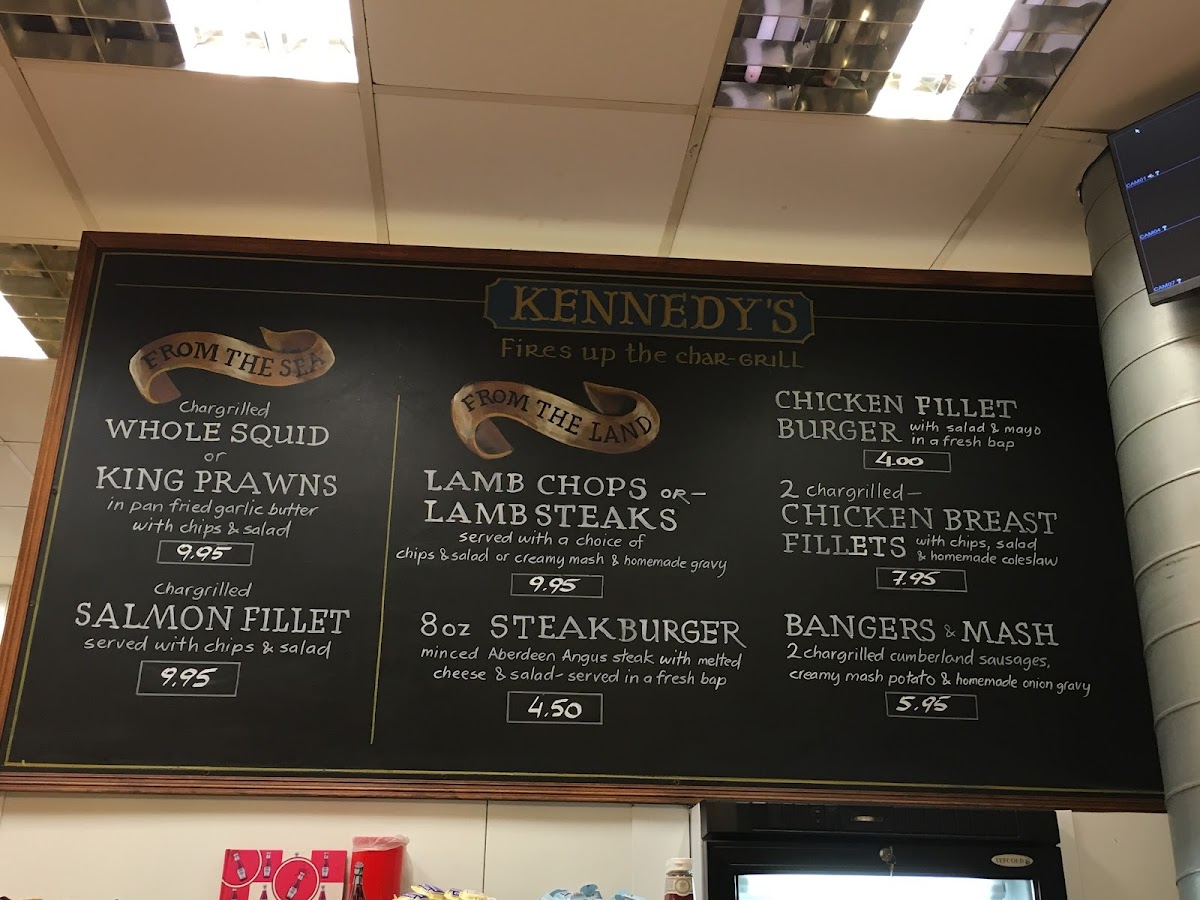 KENNEDY'S
Fires up the char-GRILL
FROM THE SEA
Chargrilled
WHOLE SQUID
or
KING PRAWNS
in pan fried garlic butter
with chips & salad
9.95
Chargrilled
SALMON FILLET
served with chips & salad
9.95
FROM THE LAND
LAMB CHOPS OR-
LAMB STEAKS
served with a choice of
chips & salad or creamy mash & homemade gravy
9.95
8oz STEAKBURGER
minced Aberdeen Angus steak with melted
cheese & salad - served in a fresh bap
4.50
CHICKEN FILLET
BURGER with salad & mayo
in a fresh bap
4.00
2 chargrilled -
CHICKEN BREAST
FILLETS with chips, salad
& homemade coleslaw
7.95
BANGERS & MASH
2 chargrilled cumberland sausages,
creamy mash potato & homemade onion gravy
5.95